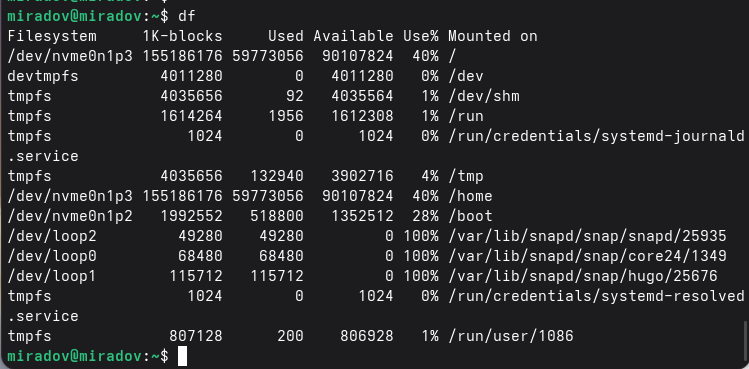 miradov@miradov:~$ df
Filesystem     1K-blocks     Used Available Use% Mounted on
/dev/nvme0n1p3 155186176 59773056  90107824  40% /
devtmpfs         4011280        0   4011280   0% /dev
tmpfs            4035656       92   4035564   1% /dev/shm
tmpfs            1614264     1956   1612308   1% /run
tmpfs               1024        0      1024   0% /run/credentials/systemd-journald
.service
tmpfs            4035656   132940   3902716   4% /tmp
/dev/nvme0n1p3 155186176 59773056  90107824  40% /home
/dev/nvme0n1p2   1992552   518800   1352512  28% /boot
/dev/loop2         49280    49280         0 100% /var/lib/snapd/snap/snapd/25935
/dev/loop0         68480    68480         0 100% /var/lib/snapd/snap/core24/1349
/dev/loop1        115712   115712         0 100% /var/lib/snapd/snap/hugo/25676
tmpfs               1024        0      1024   0% /run/credentials/systemd-resolved
.service
tmpfs             807128      200    806928   1% /run/user/1086
miradov@miradov:~$